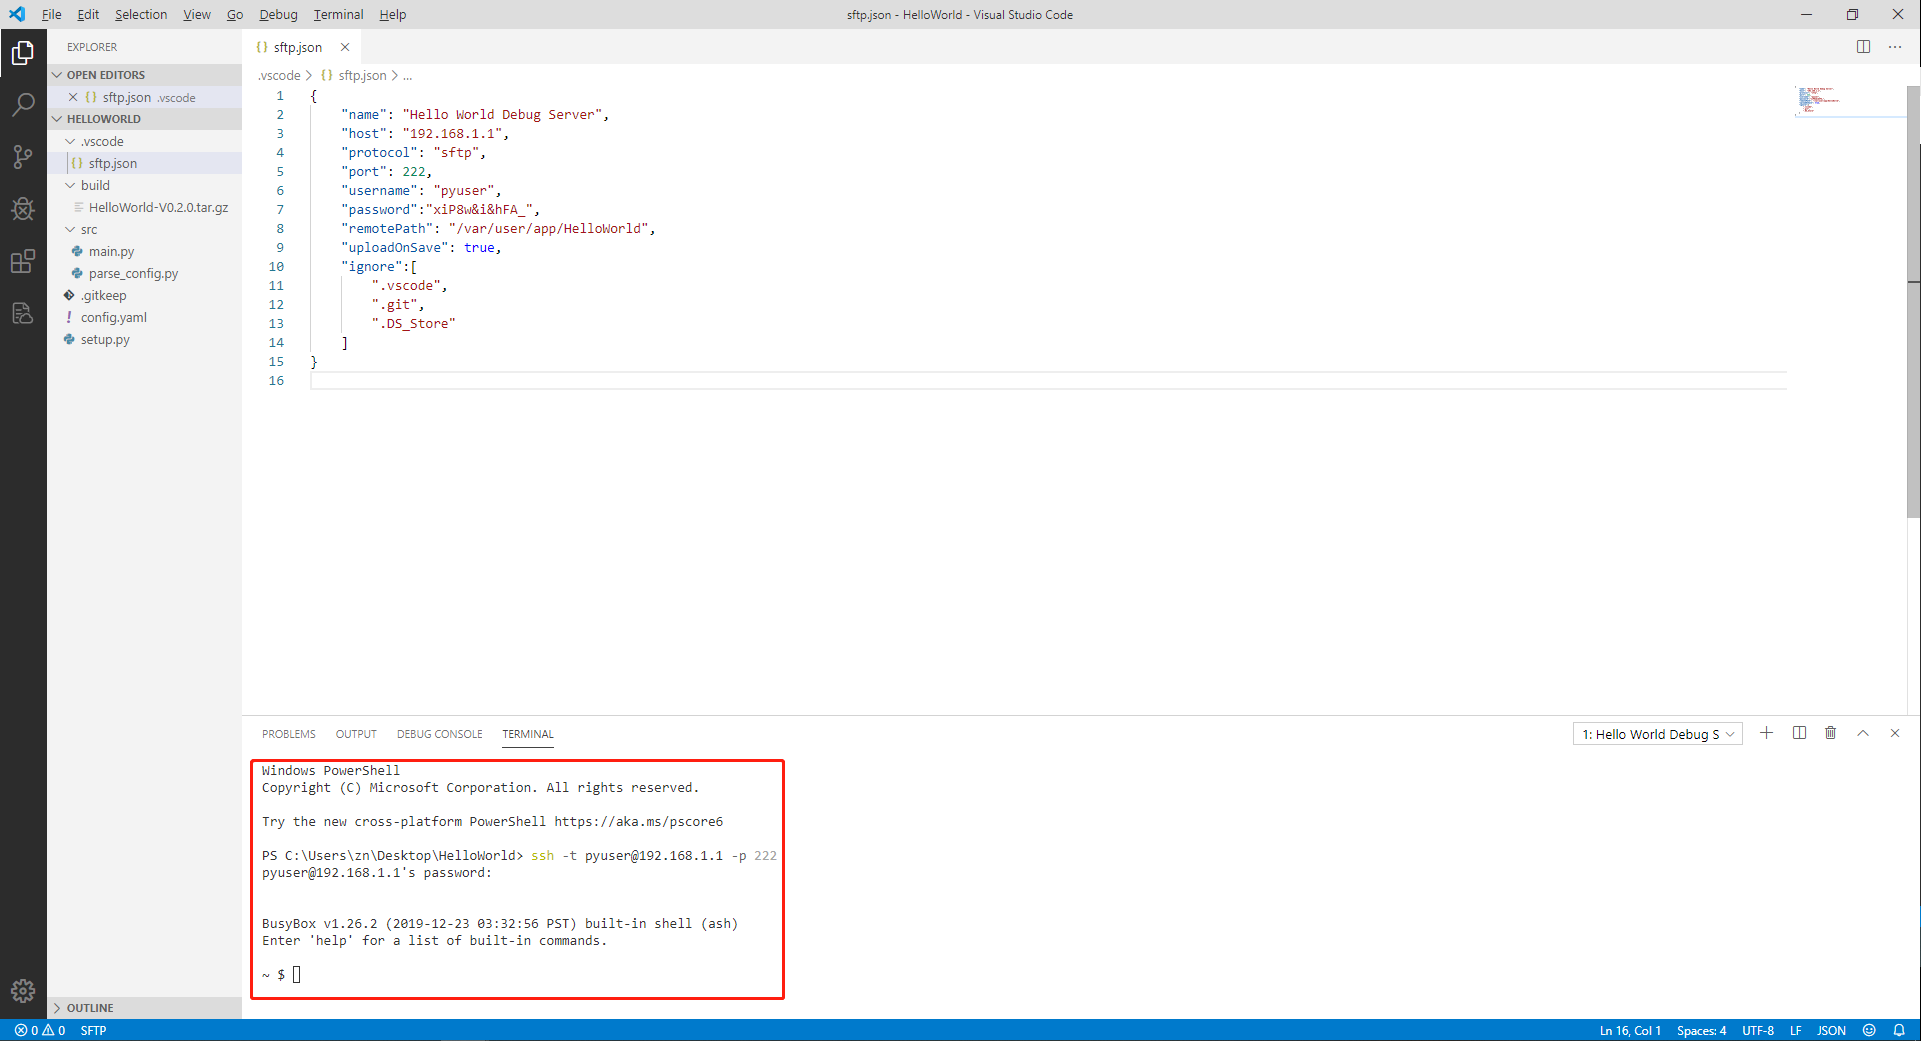 File Edit Selection View Go Debug Terminal Help
sftp.json - HelloWorld - Visual Studio Code
EXPLORER
OPEN EDITORS
sftp.json .vscode
HELLOWORLD
.vscode
sftp.json
build
HelloWorld-V0.2.0.tar.gz
src
main.py
parse_config.py
.gitkeep
config.yaml
setup.py
OUTLINE
sftp.json
.vscode > {} sftp.json > ...
1 {
2 "name": "Hello World Debug Server",
3 "host": "192.168.1.1",
4 "protocol": "sftp",
5 "port": 222,
6 "username": "pyuser",
7 "password":"xiP8w&i&hFA_",
8 "remotePath": "/var/user/app/HelloWorld",
9 "uploadOnSave": true,
10 "ignore":[
11 ".vscode",
12 ".git",
13 ".DS_Store"
14 ]
15 }
16
PROBLEMS OUTPUT DEBUG CONSOLE TERMINAL
1: Hello World Debug S
Windows PowerShell
Copyright (C) Microsoft Corporation. All rights reserved.
Try the new cross-platform PowerShell https://aka.ms/pscore6
PS C:\Users\zn\Desktop\HelloWorld> ssh -t pyuser@192.168.1.1 -p 222
pyuser@192.168.1.1's password:
BusyBox v1.26.2 (2019-12-23 03:32:56 PST) built-in shell (ash)
Enter 'help' for a list of built-in commands.
~ $
0 0 SFTP
Ln 16, Col 1 Spaces: 4 UTF-8 LF JSON